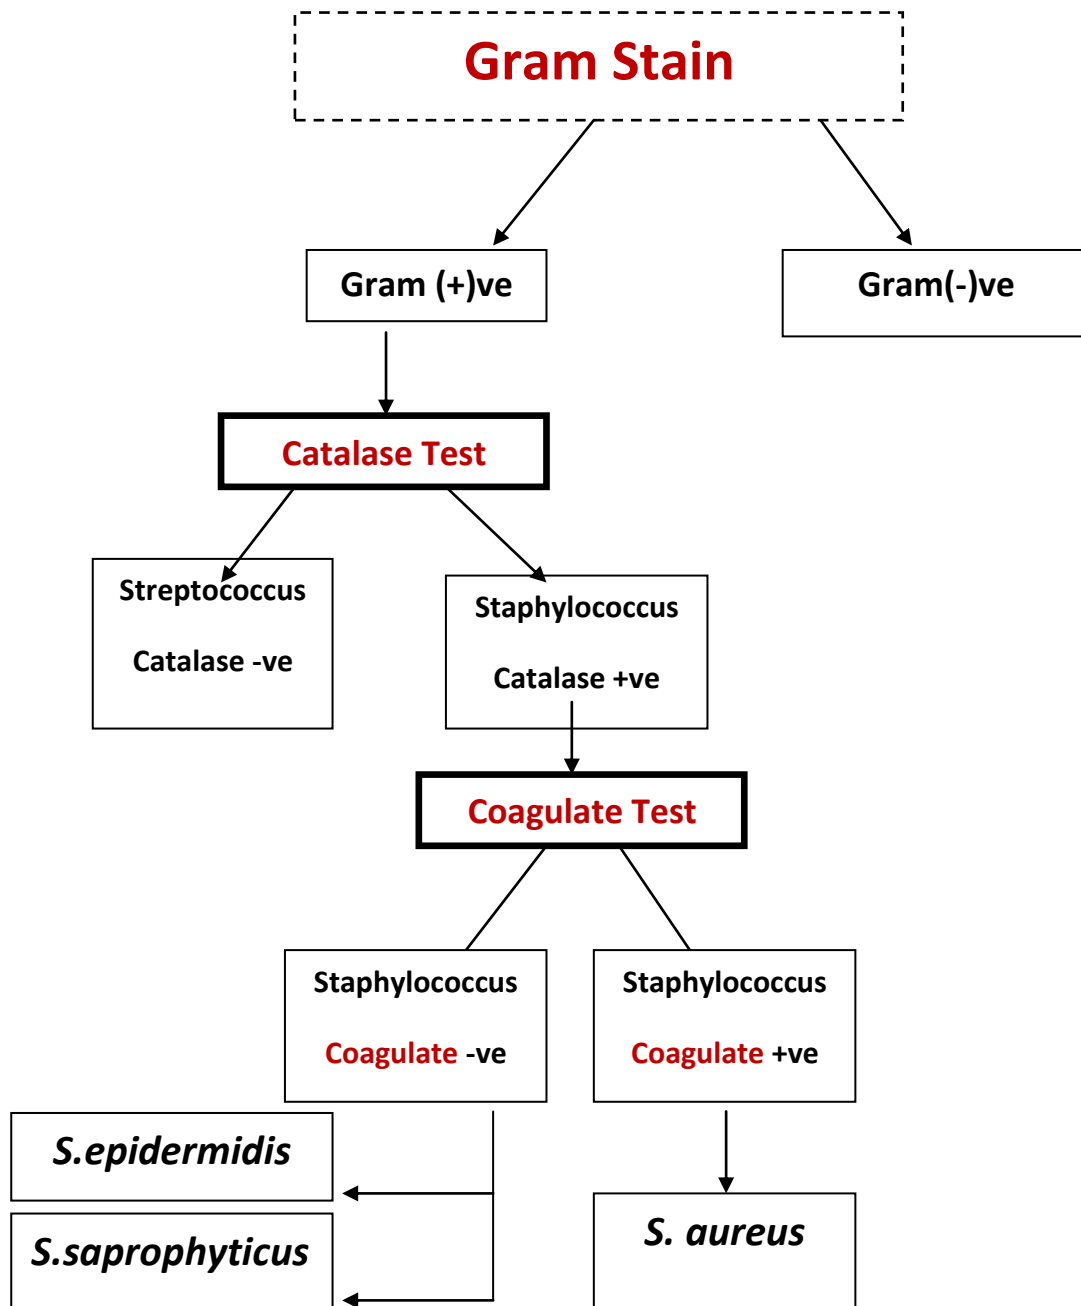 Gram Stain
Gram (+)ve
Gram(-)ve
Catalase Test
Streptococcus
Catalase -ve
Staphylococcus
Catalase +ve
Coagulate Test
Staphylococcus
Coagulate -ve
Staphylococcus
Coagulate +ve
S.epidermidis
S.saprophyticus
S. aureus